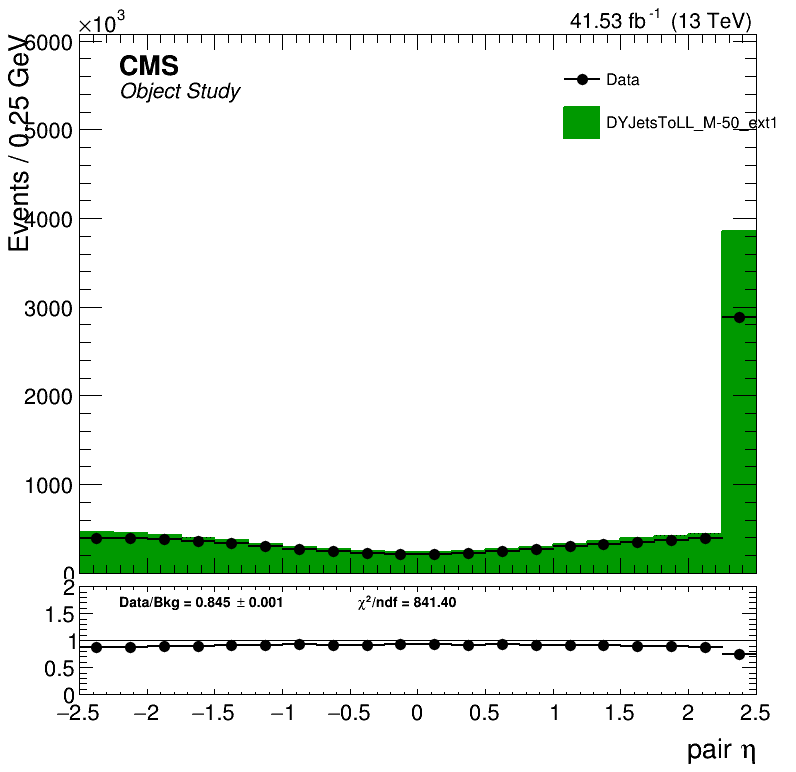 ×10³
41.53 fb⁻¹ (13 TeV)
CMS
Object Study
Data
DYJetsToLL_M-50_ext1
Events / 0.25 GeV
6000
5000
4000
3000
2000
1000
0
Data/Bkg = 0.845 ± 0.001
χ²/ndf = 841.40
2
1.5
1
0.5
0
−2.5 −2 −1.5 −1 −0.5 0 0.5 1 1.5 2 2.5
pair η